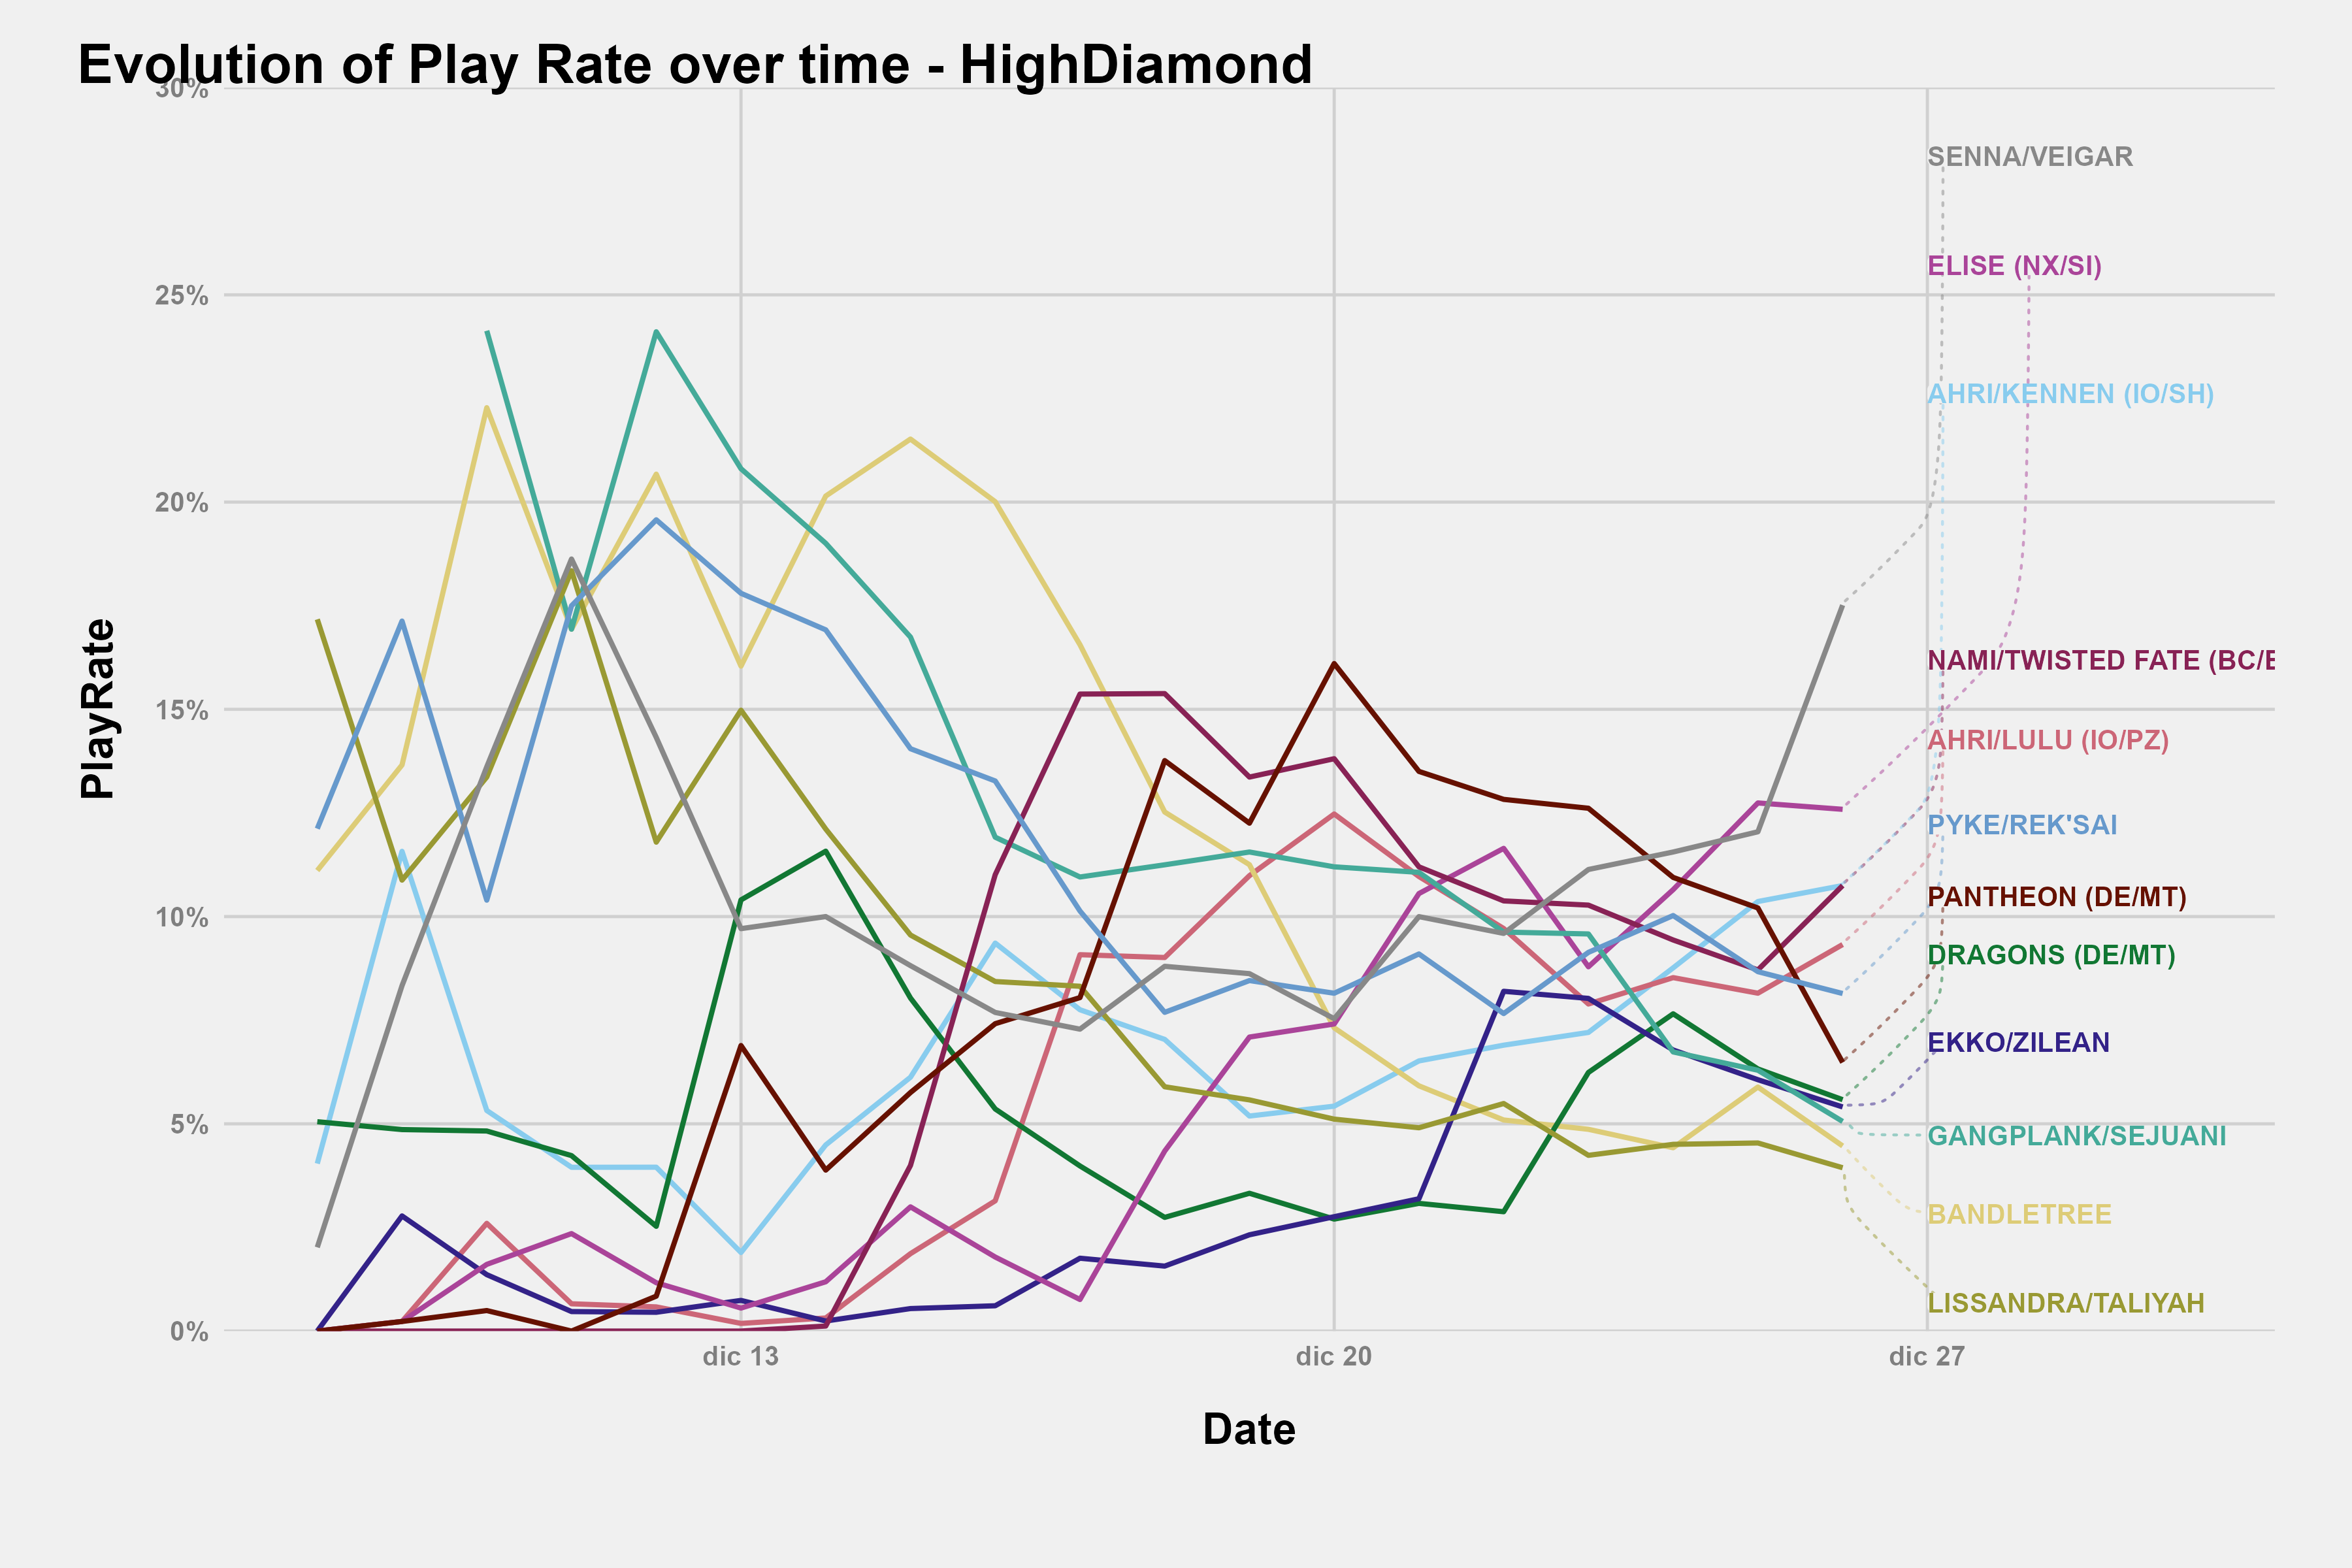 Evolution of Play Rate over time - HighDiamond
30%
SENNA/VEIGAR
ELISE (NX/SI)
25%
AHRI/KENNEN (IO/SH)
20%
NAMI/TWISTED FATE (BC/
15%
AHRI/LULU (IO/PZ)
PYKE/REK'SAI
PANTHEON (DE/MT)
10%
DRAGONS (DE/MT)
EKKO/ZILEAN
5%
GANGPLANK/SEJUANI
BANDLETREE
LISSANDRA/TALIYAH
0%
PlayRate
dic 13
dic 20
dic 27
Date